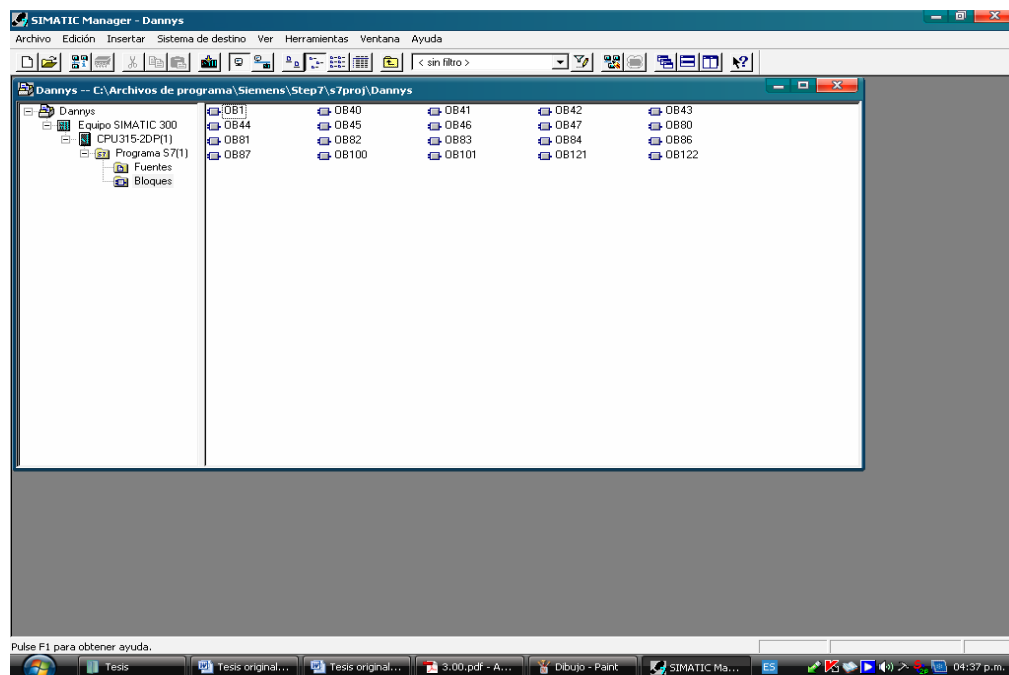 SIMATIC Manager - Dannys
Archivo Edición Insertar Sistema de destino Ver Herramientas Ventana Ayuda
< sin filtro >
Dannys -- C:\Archivos de programa\Siemens\Step7\s7proj\Dannys
Dannys
Equipo SIMATIC 300
CPU315-2DP(1)
Programa S7(1)
Fuentes
Bloques
OB1 OB40 OB41 OB42 OB43
OB44 OB45 OB46 OB47 OB80
OB81 OB82 OB83 OB84 OB86
OB87 OB100 OB101 OB121 OB122
Pulse F1 para obtener ayuda.
Tesis Tesis original... Tesis original... 3.00.pdf - A... Dibujo - Paint SIMATIC Ma... ES 04:37 p.m.